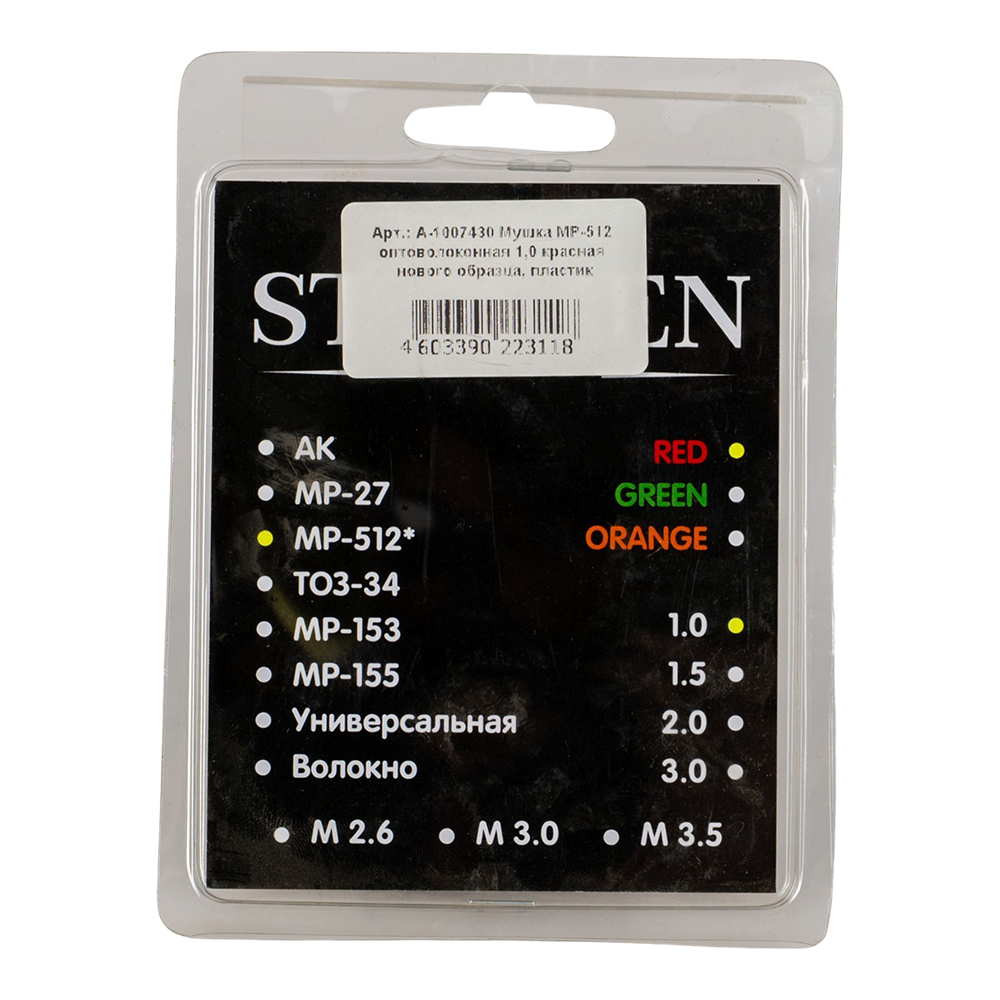 Арт.: А-1007430 Мушка МР-512
оптоволоконная 1,0 красная
нового образца, пластик
4 603390 223118
АК
МР-27
МР-512*
ТОЗ-34
МР-153
МР-155
Универсальная
Волокно
RED
GREEN
ORANGE
1.0
1.5
2.0
3.0
М 2.6 М 3.0 М 3.5